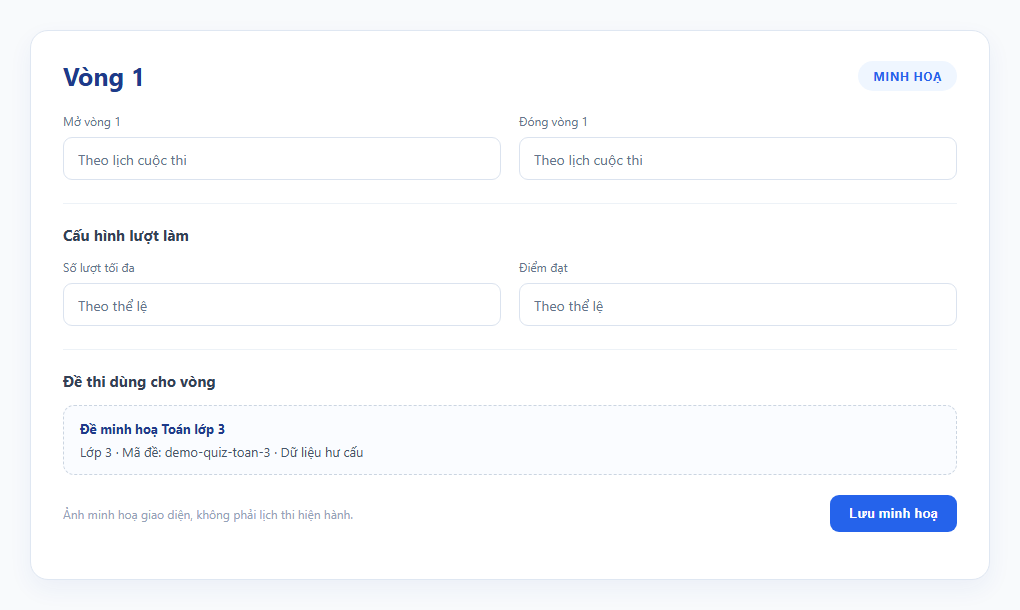 Vòng 1
MINH HOẠ
Mở vòng 1
Đóng vòng 1
Theo lịch cuộc thi
Theo lịch cuộc thi
Cấu hình lượt làm
Số lượt tối đa
Điểm đạt
Theo thể lệ
Theo thể lệ
Đề thi dùng cho vòng
Đề minh hoạ Toán lớp 3
Lớp 3 · Mã đề: demo-quiz-toan-3 · Dữ liệu hư cấu
Ảnh minh hoạ giao diện, không phải lịch thi hiện hành.
Lưu minh hoạ